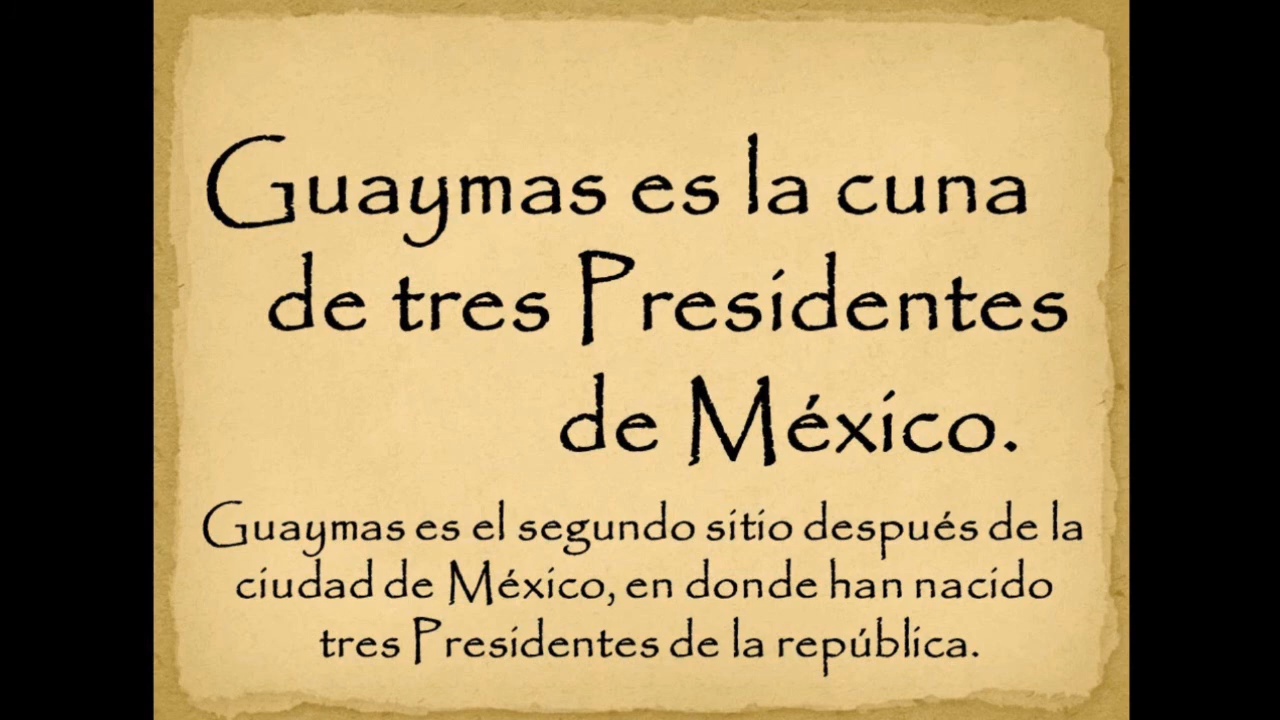 Guaymas es la cuna
de tres Presidentes
de México.
Guaymas es el segundo sitio después de la
ciudad de México, en donde han nacido
tres Presidentes de la república.